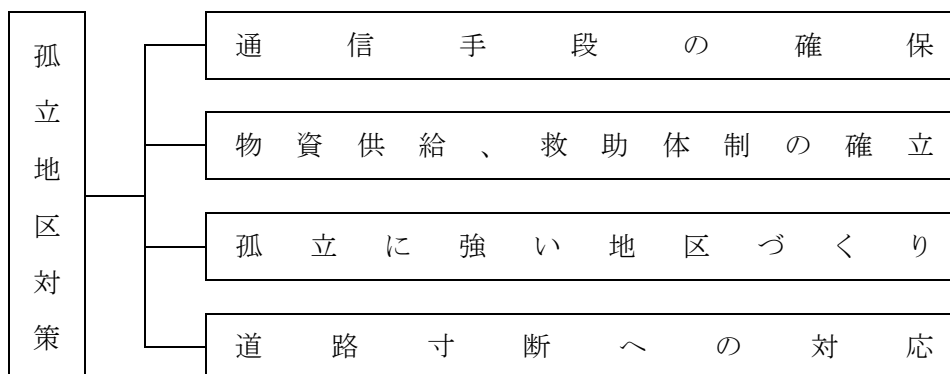 孤立地区対策
通信手段の確保
物資供給、救助体制の確立
孤立に強い地区づくり
道路寸断への対応